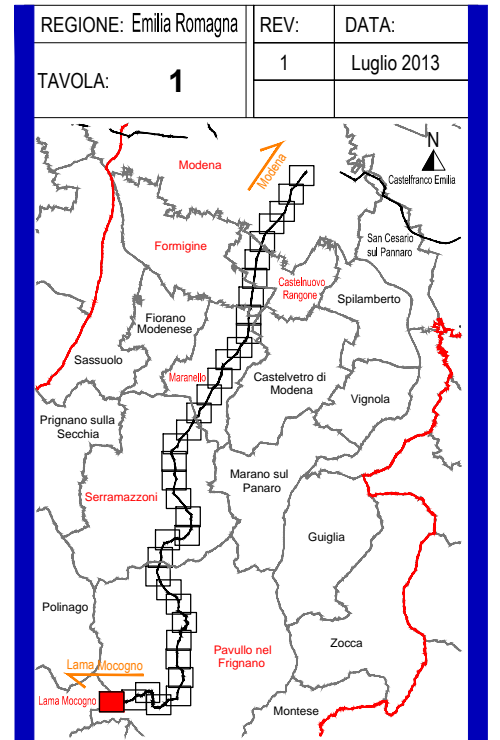 REGIONE: Emilia Romagna
REV:
DATA:
TAVOLA: 1
1
Luglio 2013
N
Modena
Modena
Castelfranco Emilia
Formigine
San Cesario
sul Pannaro
Castelnuovo
Rangone
Spilamberto
Fiorano
Modenese
Sassuolo
Maranello
Castelvetro di
Modena
Vignola
Prignano sulla
Secchia
Marano sul
Panaro
Serramazzoni
Guiglia
Polinago
Zocca
Pavullo nel
Frignano
Lama Mocogno
Lama Mocogno
Montese